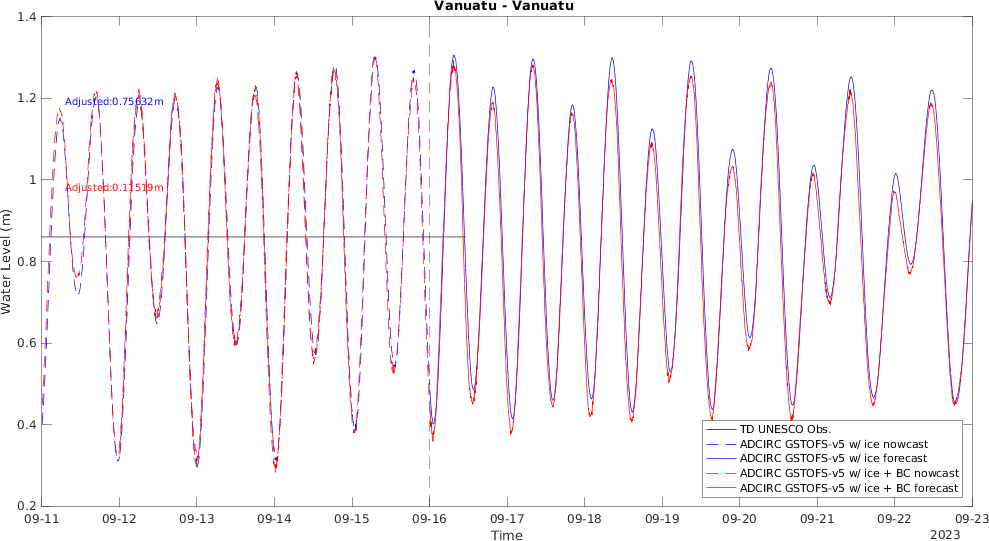 Vanuatu - Vanuatu
1.4
1.2
1
0.8
0.6
0.4
0.2
Water Level (m)
Adjusted:0.75632m
Adjusted:0.11519m
TD UNESCO Obs.
ADCIRC GSTOFS-v5 w/ ice nowcast
ADCIRC GSTOFS-v5 w/ ice forecast
ADCIRC GSTOFS-v5 w/ ice + BC nowcast
ADCIRC GSTOFS-v5 w/ ice + BC forecast
09-11 09-12 09-13 09-14 09-15 09-16 09-17 09-18 09-19 09-20 09-21 09-22 09-23
Time
2023